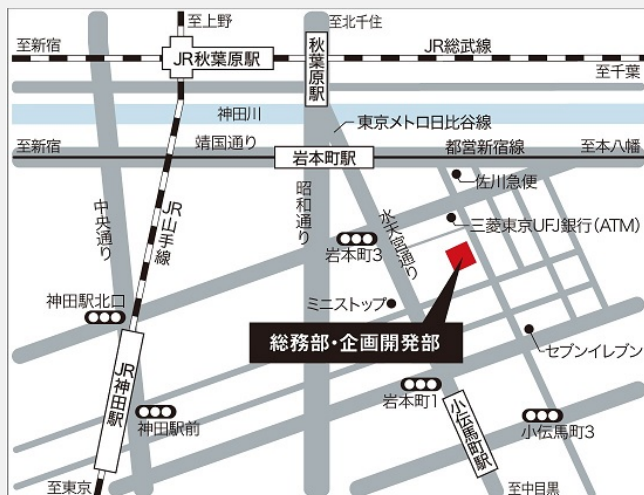 至上野
至北千住
至新宿
JR秋葉原駅
秋葉原駅
JR総武線
至千葉
神田川
東京メトロ日比谷線
至新宿
靖国通り
岩本町駅
都営新宿線
至本八幡
佐川急便
中央通り
JR山手線
昭和通り
水天宮通り
三菱東京UFJ銀行(ATM)
岩本町3
神田駅北口
ミニストップ
総務部・企画開発部
セブンイレブン
JR神田駅
神田駅前
岩本町1
小伝馬町駅
小伝馬町3
至東京
至中目黒